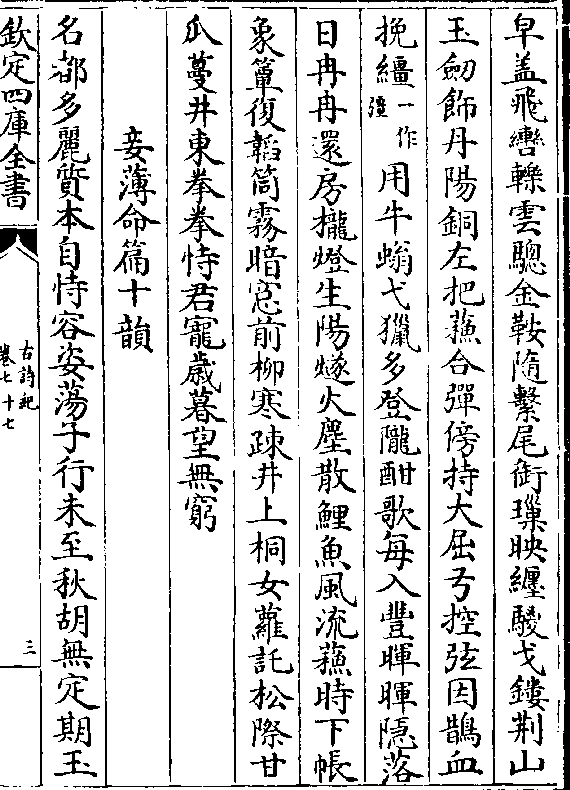 皁盖飛轡轢雲驄金鞍隨繫尾銜璅映纏騣戈鏤荆山
玉劒飾丹陽銅左把蘓合彈傍持大屈弓控弦因鵲血
挽繮一作彊用牛螉弋獵多登隴酣歌每入豐暉暉隠落
日冉冉還房攏燈生陽燧火塵散鯉魚風流蘓時下帳
象簟復韜筒霧暗窓前柳寒疎井上桐女蘿託松際甘
瓜蔓井東拳拳恃君寵歳暮望無窮
妾薄命篇十韻
名都多麗質本自恃容姿蕩子行未至秋胡無定期玉
欽定四庫全書
古詩紀
卷七十七
三